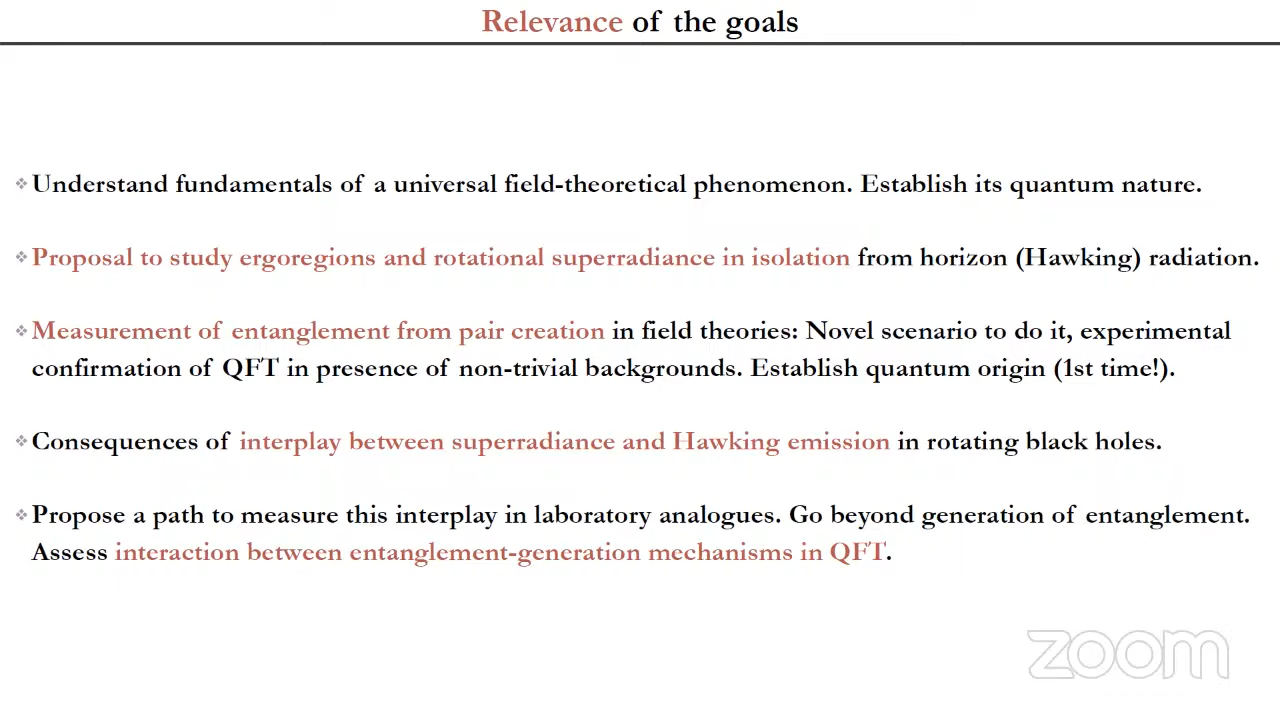 Relevance of the goals
❖Understand fundamentals of a universal field-theoretical phenomenon. Establish its quantum nature.
❖Proposal to study ergoregions and rotational superradiance in isolation from horizon (Hawking) radiation.
❖Measurement of entanglement from pair creation in field theories: Novel scenario to do it, experimental
confirmation of QFT in presence of non-trivial backgrounds. Establish quantum origin (1st time!).
❖Consequences of interplay between superradiance and Hawking emission in rotating black holes.
❖Propose a path to measure this interplay in laboratory analogues. Go beyond generation of entanglement.
Assess interaction between entanglement-generation mechanisms in QFT.
zoom